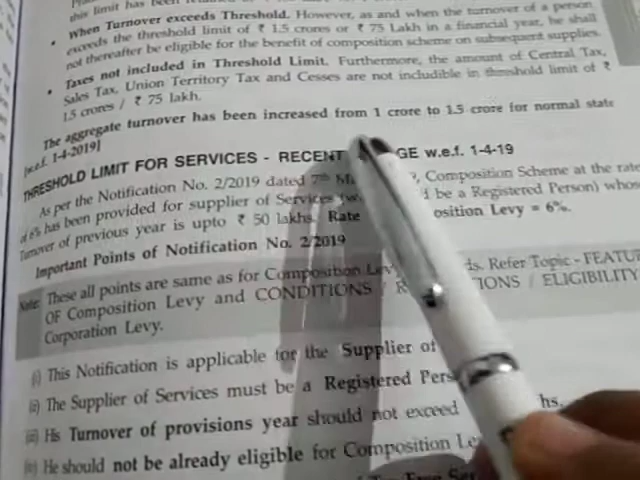 this limit has been
• When Turnover exceeds Threshold. However, as and when the turnover of a person
exceeds the threshold limit of ₹ 1.5 crores or ₹ 75 Lakh in a financial year, he shall
not thereafter be eligible for the benefit of composition scheme on subsequent supplies.
• Taxes not included in Threshold Limit. Furthermore, the amount of Central Tax,
Sales Tax, Union Territory Tax and Cesses are not includible in threshold limit of ₹
1.5 crores / ₹ 75 lakh.
The aggregate turnover has been increased from 1 crore to 1.5 crore for normal state
[w.e.f. 1-4-2019]
THRESHOLD LIMIT FOR SERVICES - RECENT GE w.e.f. 1-4-19
As per the Notification No. 2/2019 dated 7th Composition Scheme at the rate
of 6% has been provided for supplier of Services be a Registered Person) whose
Turnover of previous year is upto ₹ 50 lakhs. Rate osition Levy = 6%.
Important Points of Notification No. 2/2019
Note: These all points are same as for Composition Levy ds. Refer Topic - FEATU
OF Composition Levy and CONDITIONS / R TIONS / ELIGIBILITY
Corporation Levy.
(i) This Notification is applicable for the Supplier of
(ii) The Supplier of Services must be a Registered Pers
(iii) His Turnover of provisions year should not exceed hs.
(iv) He should not be already eligible for Composition Le